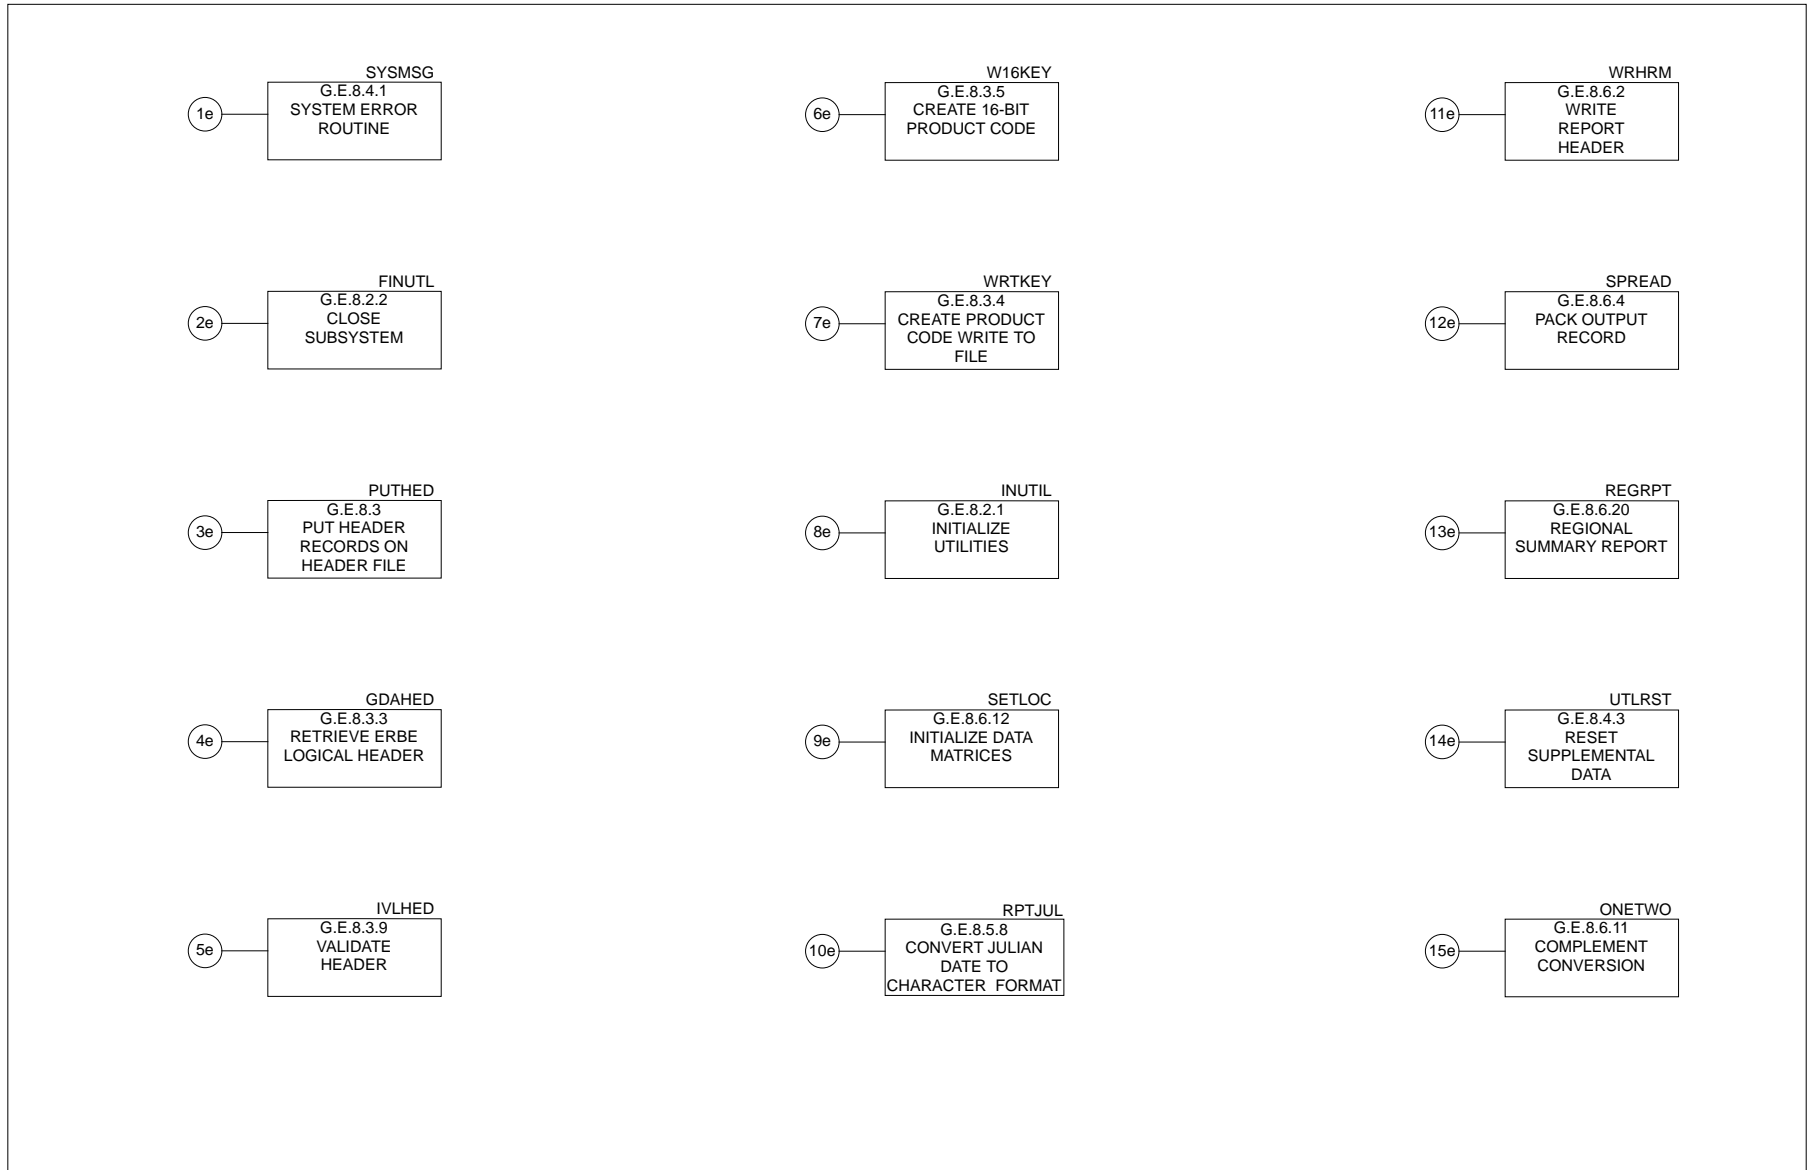 SYSMSG
1e
G.E.8.4.1
SYSTEM ERROR
ROUTINE
FINUTL
2e
G.E.8.2.2
CLOSE
SUBSYSTEM
PUTHED
3e
G.E.8.3
PUT HEADER
RECORDS ON
HEADER FILE
GDAHED
4e
G.E.8.3.3
RETRIEVE ERBE
LOGICAL HEADER
IVLHED
5e
G.E.8.3.9
VALIDATE
HEADER
W16KEY
6e
G.E.8.3.5
CREATE 16-BIT
PRODUCT CODE
WRTKEY
7e
G.E.8.3.4
CREATE PRODUCT
CODE WRITE TO
FILE
INUTIL
8e
G.E.8.2.1
INITIALIZE
UTILITIES
SETLOC
9e
G.E.8.6.12
INITIALIZE DATA
MATRICES
RPTJUL
10e
G.E.8.5.8
CONVERT JULIAN
DATE TO
CHARACTER  FORMAT
WRHRM
11e
G.E.8.6.2
WRITE
REPORT
HEADER
SPREAD
12e
G.E.8.6.4
PACK OUTPUT
RECORD
REGRPT
13e
G.E.8.6.20
REGIONAL
SUMMARY REPORT
UTLRST
14e
G.E.8.4.3
RESET
SUPPLEMENTAL
DATA
ONETWO
15e
G.E.8.6.11
COMPLEMENT
CONVERSION